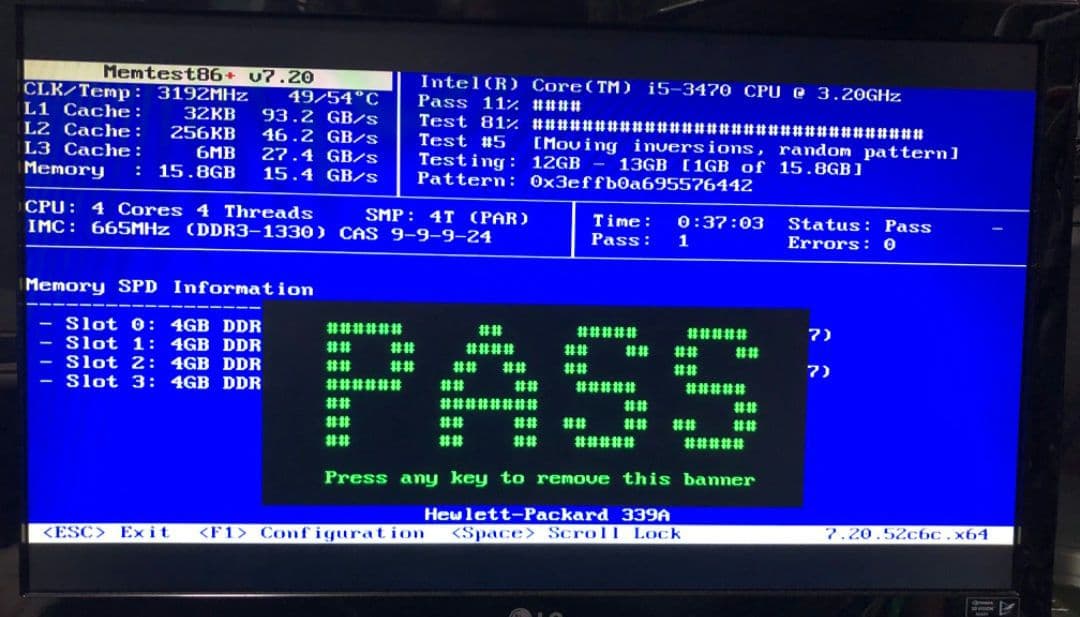 Memtest86+ v7.20
CLK/Temp: 3192MHz 49/54°C
L1 Cache: 32KB 93.2 GB/s
L2 Cache: 256KB 46.2 GB/s
L3 Cache: 6MB 27.4 GB/s
Memory : 15.8GB 15.4 GB/s
Intel(R) Core(TM) i5-3470 CPU @ 3.20GHz
Pass 11% ####
Test 81% ################################
Test #5 [Moving inversions, random pattern]
Testing: 12GB - 13GB [1GB of 15.8GB]
Pattern: 0x3effb0a695576442
CPU: 4 Cores 4 Threads SMP: 4T (PAR)
IMC: 665MHz (DDR3-1330) CAS 9-9-9-24
Time: 0:37:03 Status: Pass
Pass: 1 Errors: 0
Memory SPD Information
- Slot 0: 4GB DDR 7)
- Slot 1: 4GB DDR
- Slot 2: 4GB DDR 7)
- Slot 3: 4GB DDR
PASS
Press any key to remove this banner
Hewlett-Packard 339A
<ESC> Exit <F1> Configuration <Space> Scroll Lock 7.20.52c6c.x64
LG